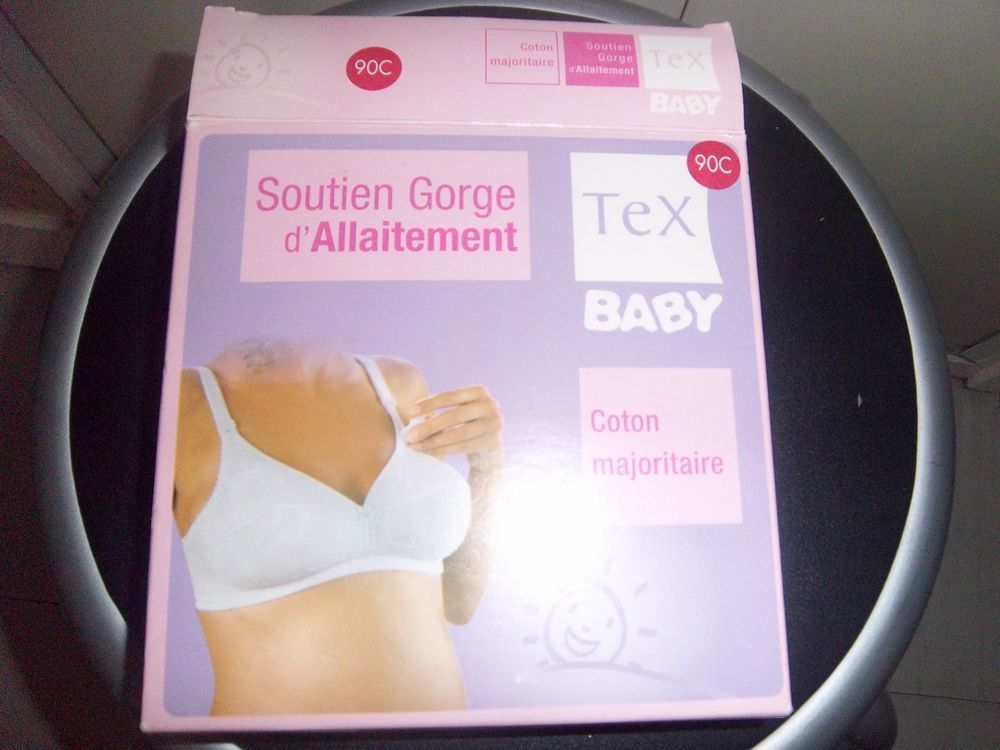 90C
Coton
majoritaire
Soutien
Gorge
d'Allaitement
TeX
BABY
90C
Soutien Gorge
d'Allaitement
TeX
BABY
Coton
majoritaire